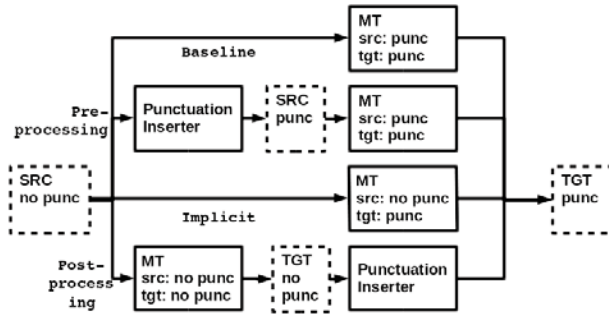 MT
src: punc
tgt: punc
Baseline
Pre-
processing
Punctuation
Inserter
SRC
punc
MT
src: punc
tgt: punc
SRC
no punc
Implicit
MT
src: no punc
tgt: punc
TGT
punc
Post-
process
ing
MT
src: no punc
tgt: no punc
TGT
no
punc
Punctuation
Inserter